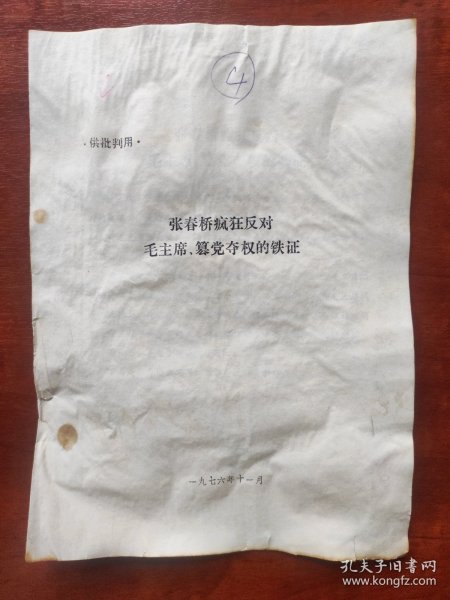 4
·供批判用·
张春桥疯狂反对
毛主席、篡党夺权的铁证
一九七六年十一月
孔夫子旧书网
www.kongfz.com